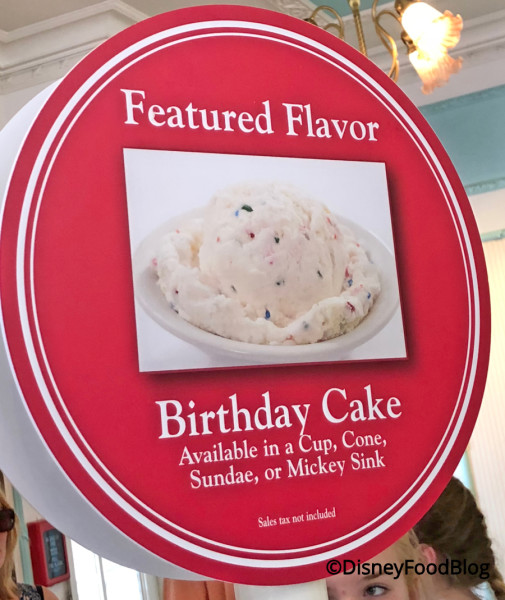 Featured Flavor
Birthday Cake
Available in a Cup, Cone,
Sundae, or Mickey Sink
Sales tax not included
©DisneyFoodBlog